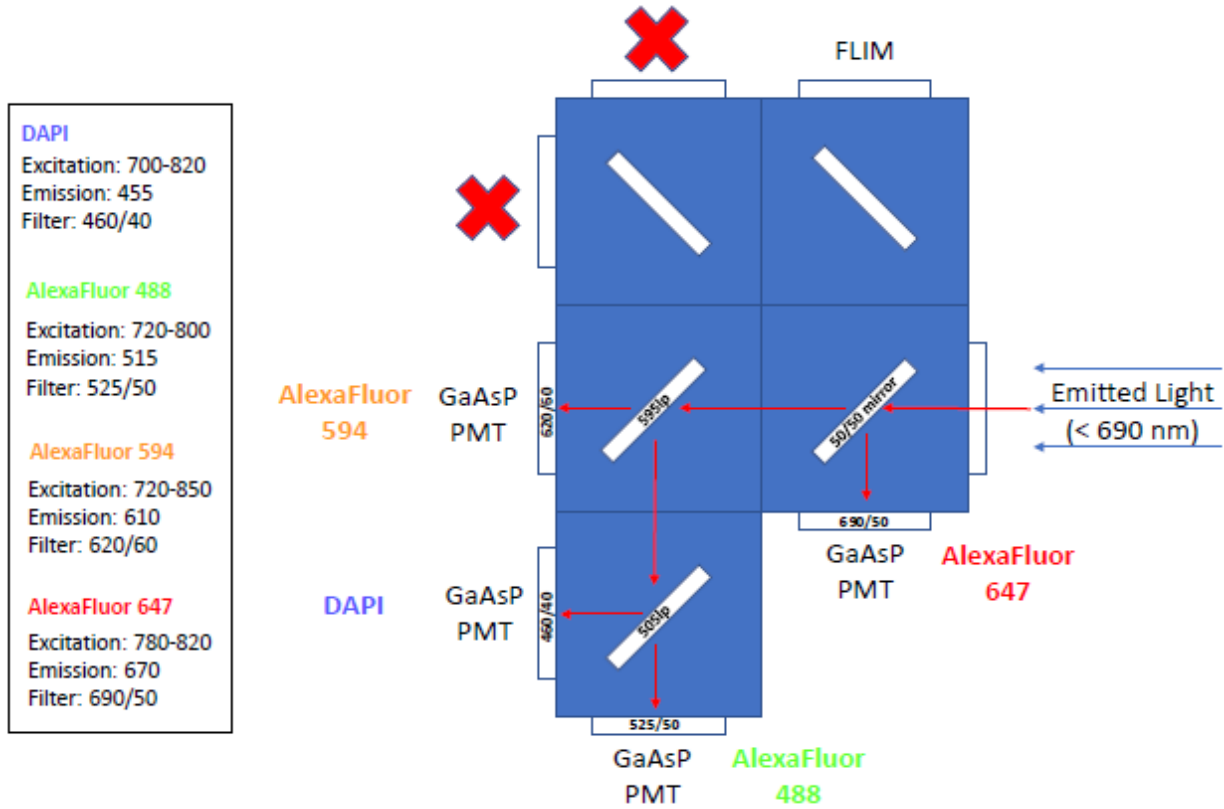 DAPI
Excitation: 700-820
Emission: 455
Filter: 460/40
AlexaFluor 488
Excitation: 720-800
Emission: 515
Filter: 525/50
AlexaFluor 594
Excitation: 720-850
Emission: 610
Filter: 620/60
AlexaFluor 647
Excitation: 780-820
Emission: 670
Filter: 690/50
FLIM
AlexaFluor
594
GaAsP
PMT
620/60
595lp
50/50 mirror
Emitted Light
(< 690 nm)
690/50
GaAsP
PMT
AlexaFluor
647
DAPI
GaAsP
PMT
460/40
505lp
525/50
GaAsP
PMT
AlexaFluor
488